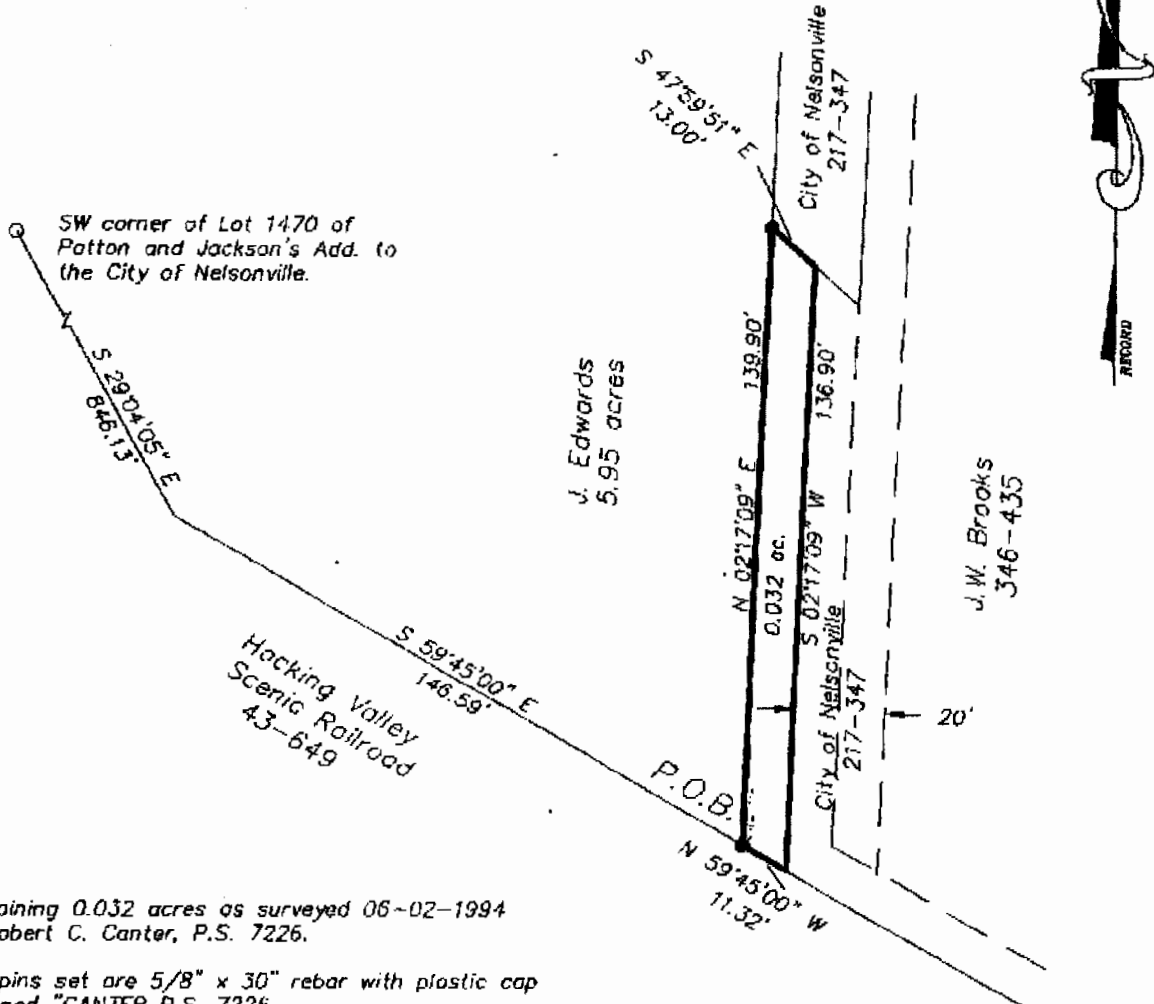 S 47°59'51" E
13.00'
City of Nelsonville
217-347
SW corner of Lot 1470 of
Patton and Jackson's Add. to
the City of Nelsonville.
S 29°04'05" E
846.13'
J. Edwards
5.95 acres
N 02°17'09" E 139.90'
0.032 ac.
S 02°17'09" W 136.90'
RECORD
J.W. Brooks
346-435
City of Nelsonville
217-347
20'
S 59°45'00" E
146.59'
Hocking Valley
Scenic Railroad
43-649
P.O.B.
N 59°45'00" W
11.32'
oining 0.032 acres as surveyed 06-02-1994
obert C. Canter, P.S. 7226.
pins set are 5/8" x 30" rebar with plastic cap
"CANTER P.S. 7226